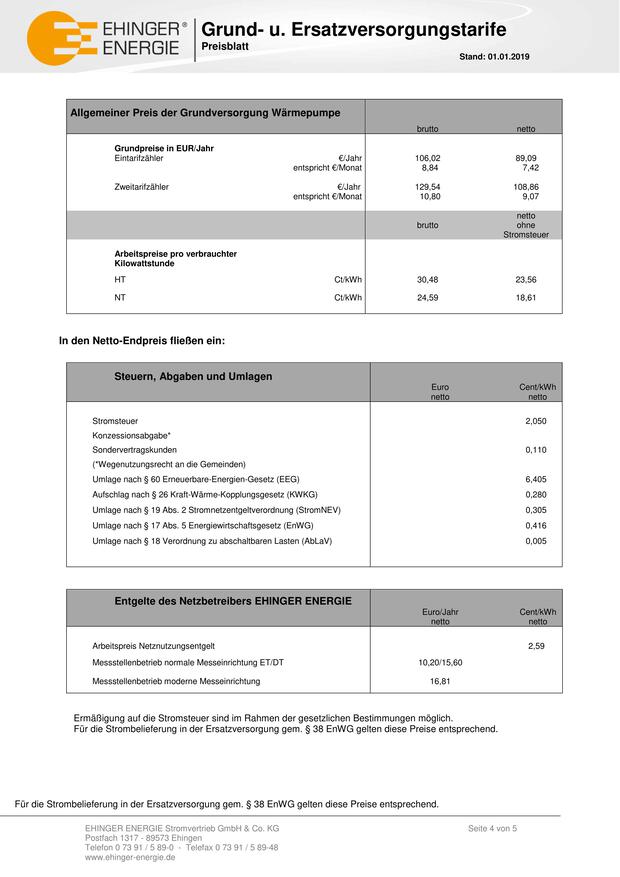 EHINGER ®
ENERGIE
Grund- u. Ersatzversorgungstarife
Preisblatt
Stand: 01.01.2019
Allgemeiner Preis der Grundversorgung Wärmepumpe
brutto netto
Grundpreise in EUR/Jahr
Eintarifzähler €/Jahr 106,02 89,09
entspricht €/Monat 8,84 7,42
Zweitarifzähler €/Jahr 129,54 108,86
entspricht €/Monat 10,80 9,07
brutto netto
ohne
Stromsteuer
Arbeitspreise pro verbrauchter
Kilowattstunde
HT Ct/kWh 30,48 23,56
NT Ct/kWh 24,59 18,61
In den Netto-Endpreis fließen ein:
Steuern, Abgaben und Umlagen
Euro Cent/kWh
netto netto
Stromsteuer 2,050
Konzessionsabgabe*
Sondervertragskunden 0,110
(*Wegenutzungsrecht an die Gemeinden)
Umlage nach § 60 Erneuerbare-Energien-Gesetz (EEG) 6,405
Aufschlag nach § 26 Kraft-Wärme-Kopplungsgesetz (KWKG) 0,280
Umlage nach § 19 Abs. 2 Stromnetzentgeltverordnung (StromNEV) 0,305
Umlage nach § 17 Abs. 5 Energiewirtschaftsgesetz (EnWG) 0,416
Umlage nach § 18 Verordnung zu abschaltbaren Lasten (AbLaV) 0,005
Entgelte des Netzbetreibers EHINGER ENERGIE
Euro/Jahr Cent/kWh
netto netto
Arbeitspreis Netznutzungsentgelt 2,59
Messstellenbetrieb normale Messeinrichtung ET/DT 10,20/15,60
Messstellenbetrieb moderne Messeinrichtung 16,81
Ermäßigung auf die Stromsteuer sind im Rahmen der gesetzlichen Bestimmungen möglich.
Für die Strombelieferung in der Ersatzversorgung gem. § 38 EnWG gelten diese Preise entsprechend.
Für die Strombelieferung in der Ersatzversorgung gem. § 38 EnWG gelten diese Preise entsprechend.
EHINGER ENERGIE Stromvertrieb GmbH & Co. KG Seite 4 von 5
Postfach 1317 - 89573 Ehingen
Telefon 0 73 91 / 5 89-0 - Telefax 0 73 91 / 5 89-48
www.ehinger-energie.de